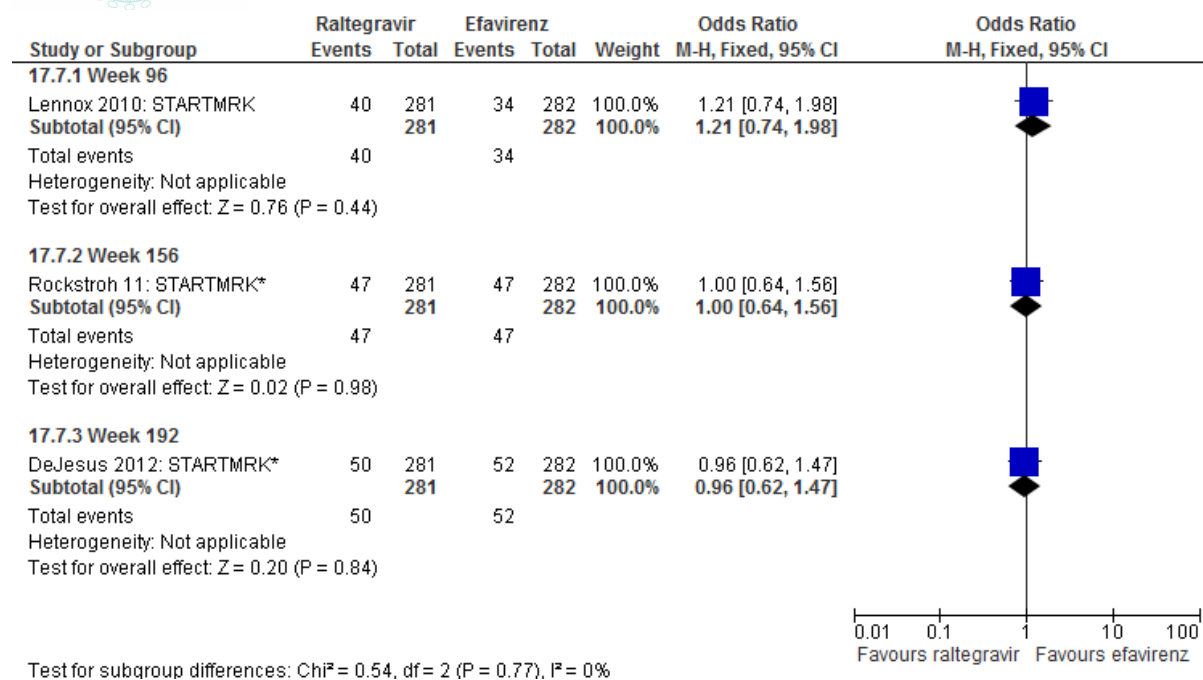 Raltegravir Efavirenz Odds Ratio Odds Ratio
Study or Subgroup Events Total Events Total Weight M-H, Fixed, 95% CI M-H, Fixed, 95% CI
17.7.1 Week 96
Lennox 2010: STARTMRK 40 281 34 282 100.0% 1.21 [0.74, 1.98]
Subtotal (95% CI) 281 282 100.0% 1.21 [0.74, 1.98]
Total events 40 34
Heterogeneity: Not applicable
Test for overall effect: Z = 0.76 (P = 0.44)
17.7.2 Week 156
Rockstroh 11: STARTMRK* 47 281 47 282 100.0% 1.00 [0.64, 1.56]
Subtotal (95% CI) 281 282 100.0% 1.00 [0.64, 1.56]
Total events 47 47
Heterogeneity: Not applicable
Test for overall effect: Z = 0.02 (P = 0.98)
17.7.3 Week 192
DeJesus 2012: STARTMRK* 50 281 52 282 100.0% 0.96 [0.62, 1.47]
Subtotal (95% CI) 281 282 100.0% 0.96 [0.62, 1.47]
Total events 50 52
Heterogeneity: Not applicable
Test for overall effect: Z = 0.20 (P = 0.84)
0.01 0.1 1 10 100
Favours raltegravir Favours efavirenz
Test for subgroup differences: Chi² = 0.54, df = 2 (P = 0.77), I² = 0%